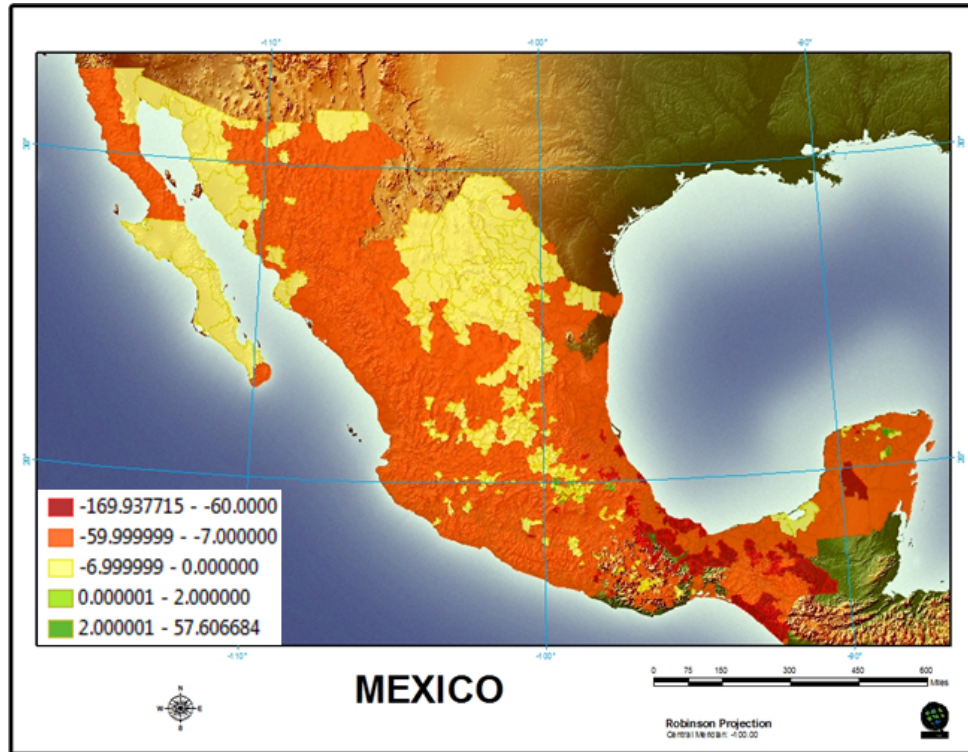 -110°
-100°
-90°
30°
30°
20°
20°
-169.937715 - -60.0000
-59.999999 - -7.000000
-6.999999 - 0.000000
0.000001 - 2.000000
2.000001 - 57.606684
-110°
-100°
-90°
MEXICO
0 75 150 300 450 600
Miles
N
W E
S
Robinson Projection
Central Meridian: -100.00